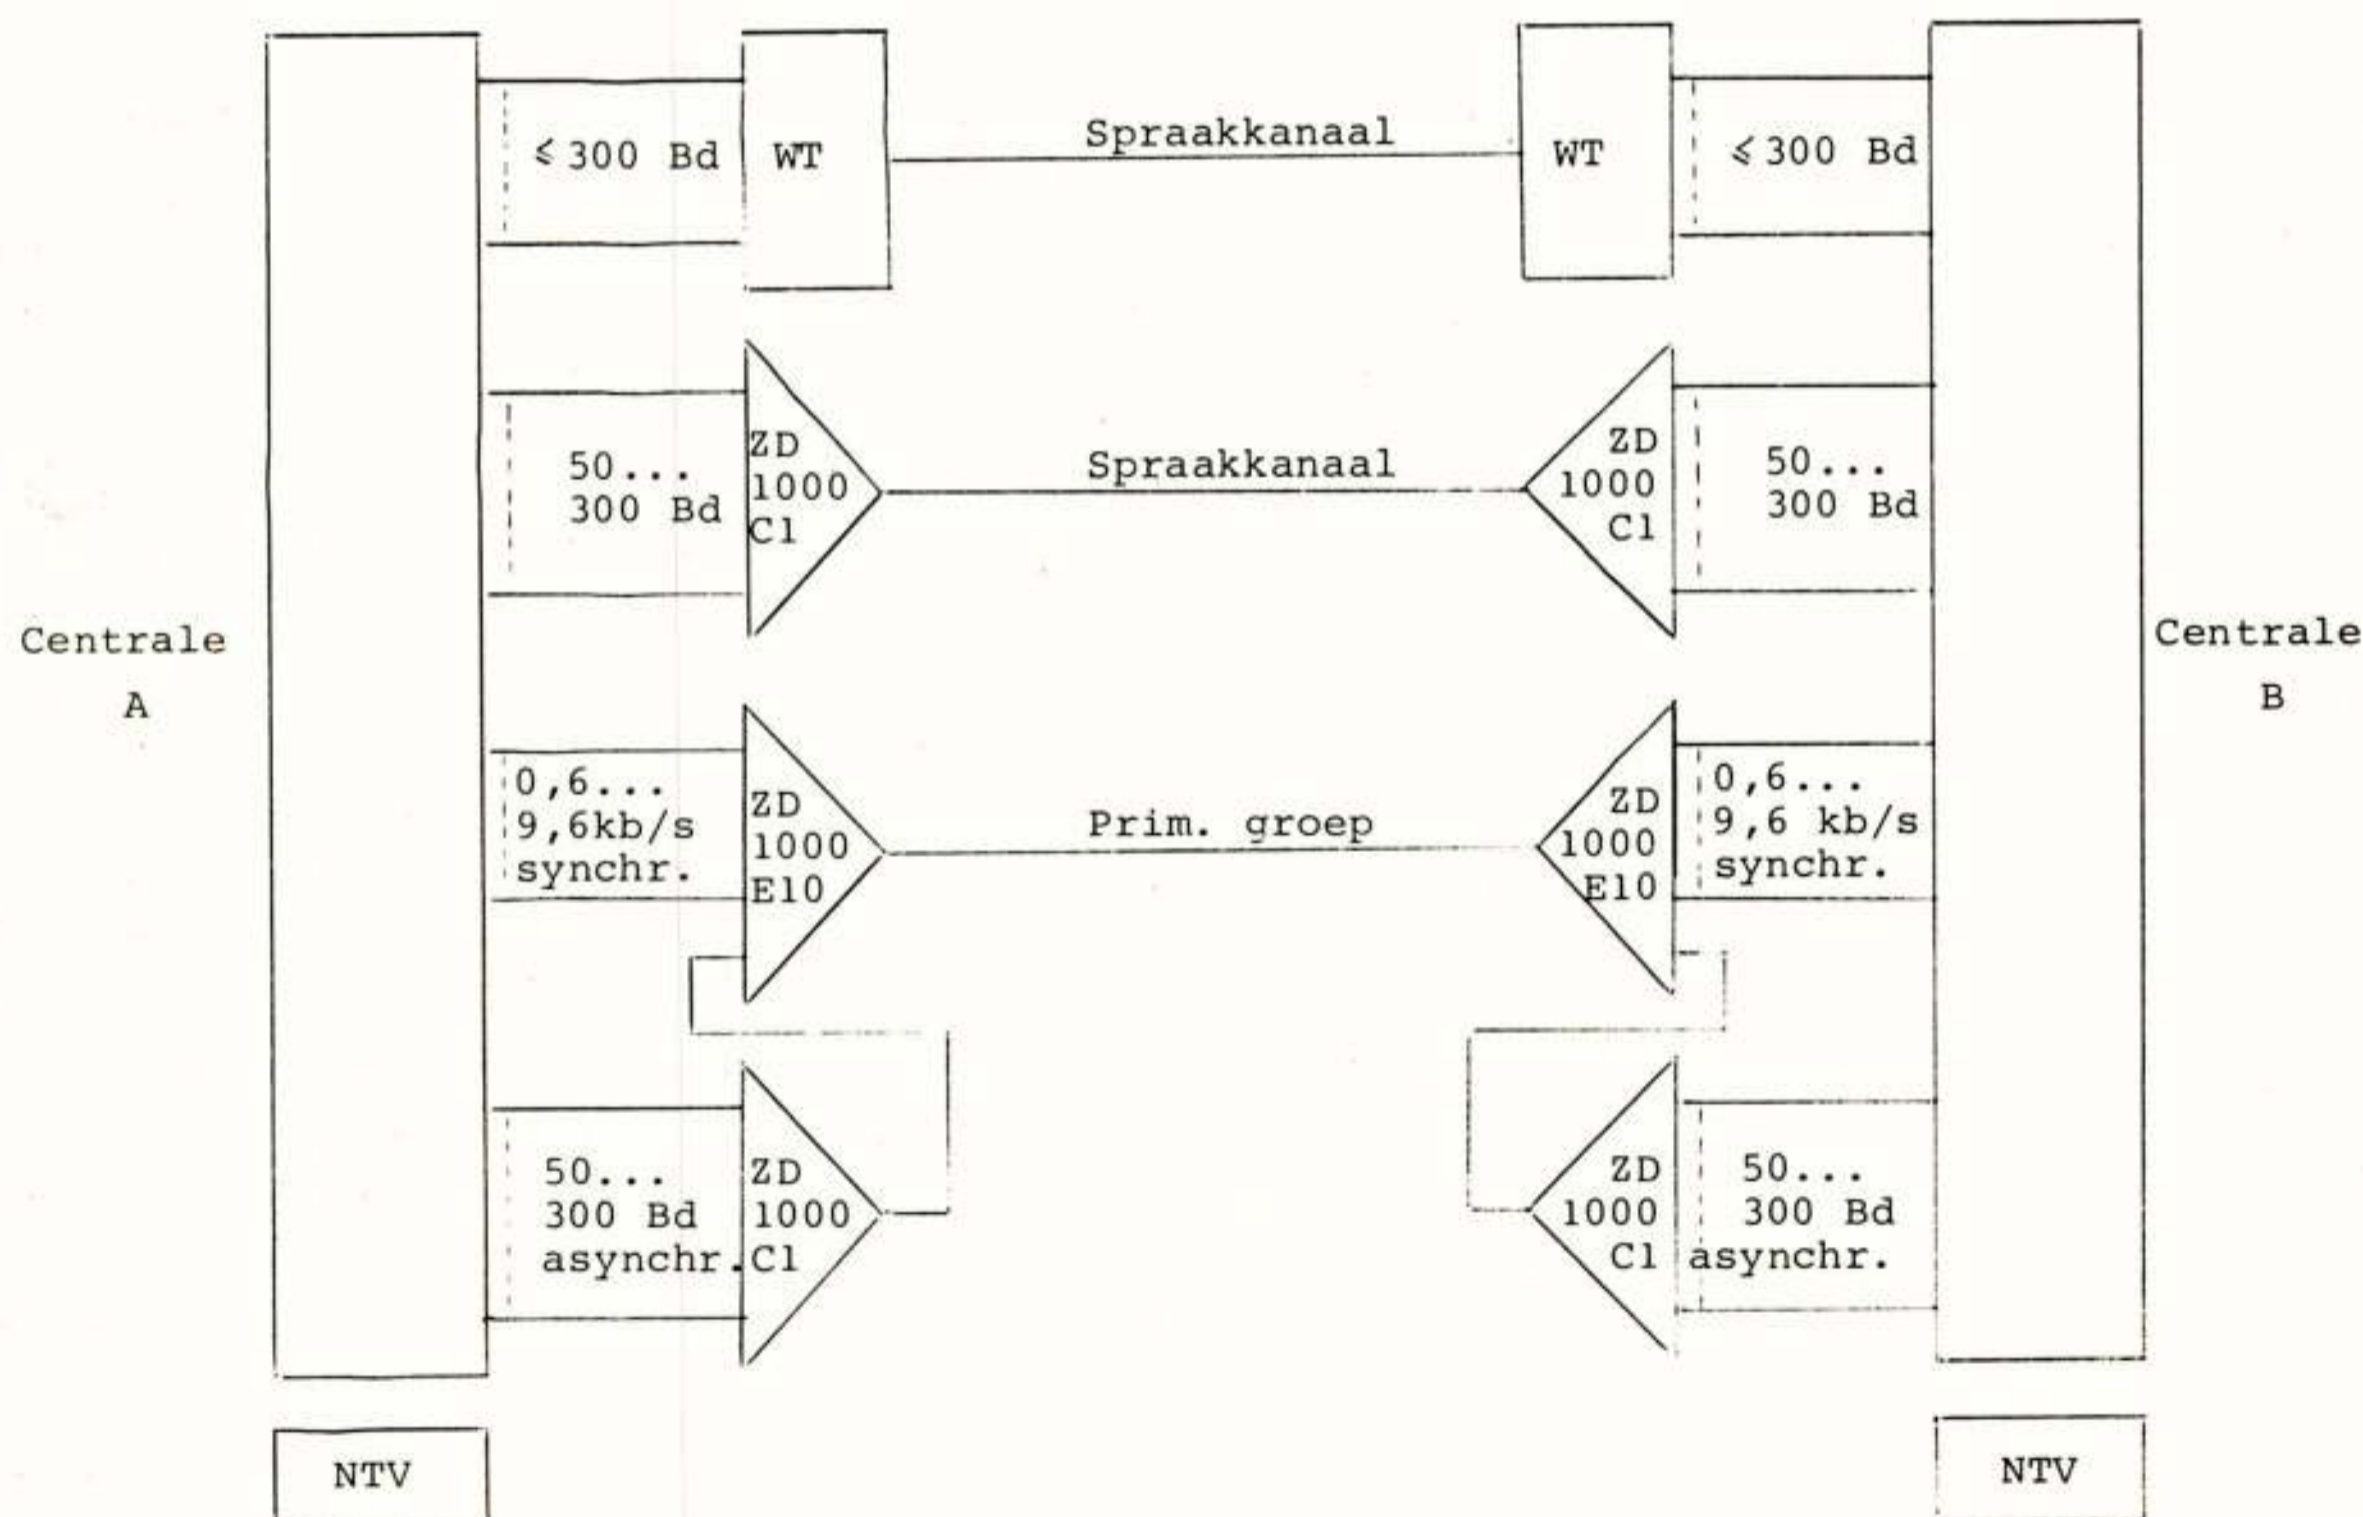 ≤ 300 Bd
WT
Spraakkanaal
WT
≤ 300 Bd
50...
300 Bd
ZD
1000
C1
Spraakkanaal
ZD
1000
C1
50...
300 Bd
Centrale
A
Centrale
B
0,6...
9,6kb/s
synchr.
ZD
1000
E10
Prim. groep
ZD
1000
E10
0,6...
9,6 kb/s
synchr.
50...
300 Bd
asynchr.
ZD
1000
C1
ZD
1000
C1
50...
300 Bd
asynchr.
NTV
NTV